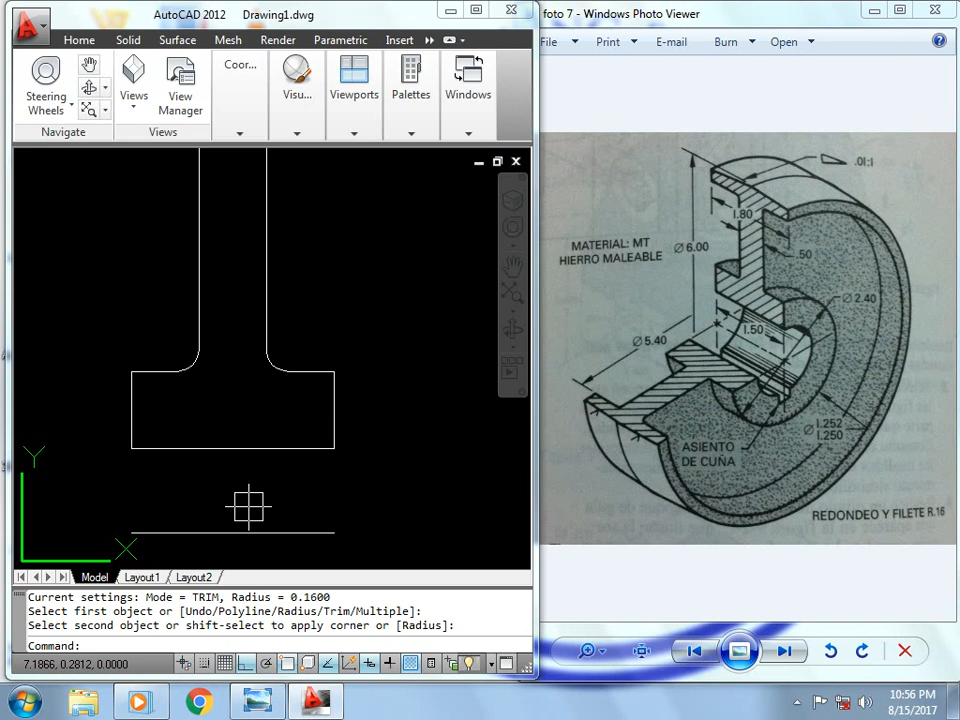 AutoCAD 2012 Drawing1.dwg
Home Solid Surface Mesh Render Parametric Insert
Steering
Wheels
Views
View
Manager
Coor...
Visu...
Viewports
Palettes
Windows
Navigate
Views
Y
X
Model Layout1 Layout2
Current settings: Mode = TRIM, Radius = 0.1600
Select first object or [Undo/Polyline/Radius/Trim/Multiple]:
Select second object or shift-select to apply corner or [Radius]:
Command:
7.1866, 0.2812, 0.0000
foto 7 - Windows Photo Viewer
File Print E-mail Burn Open
.10:1
1.80
MATERIAL: MT
HIERRO MALEABLE
Ø 6.00
.50
Ø 2.40
1.50
Ø 5.40
Ø 1.252
1.250
ASIENTO
DE CUÑA
REDONDEO Y FILETE R.16
10:56 PM
8/15/2017